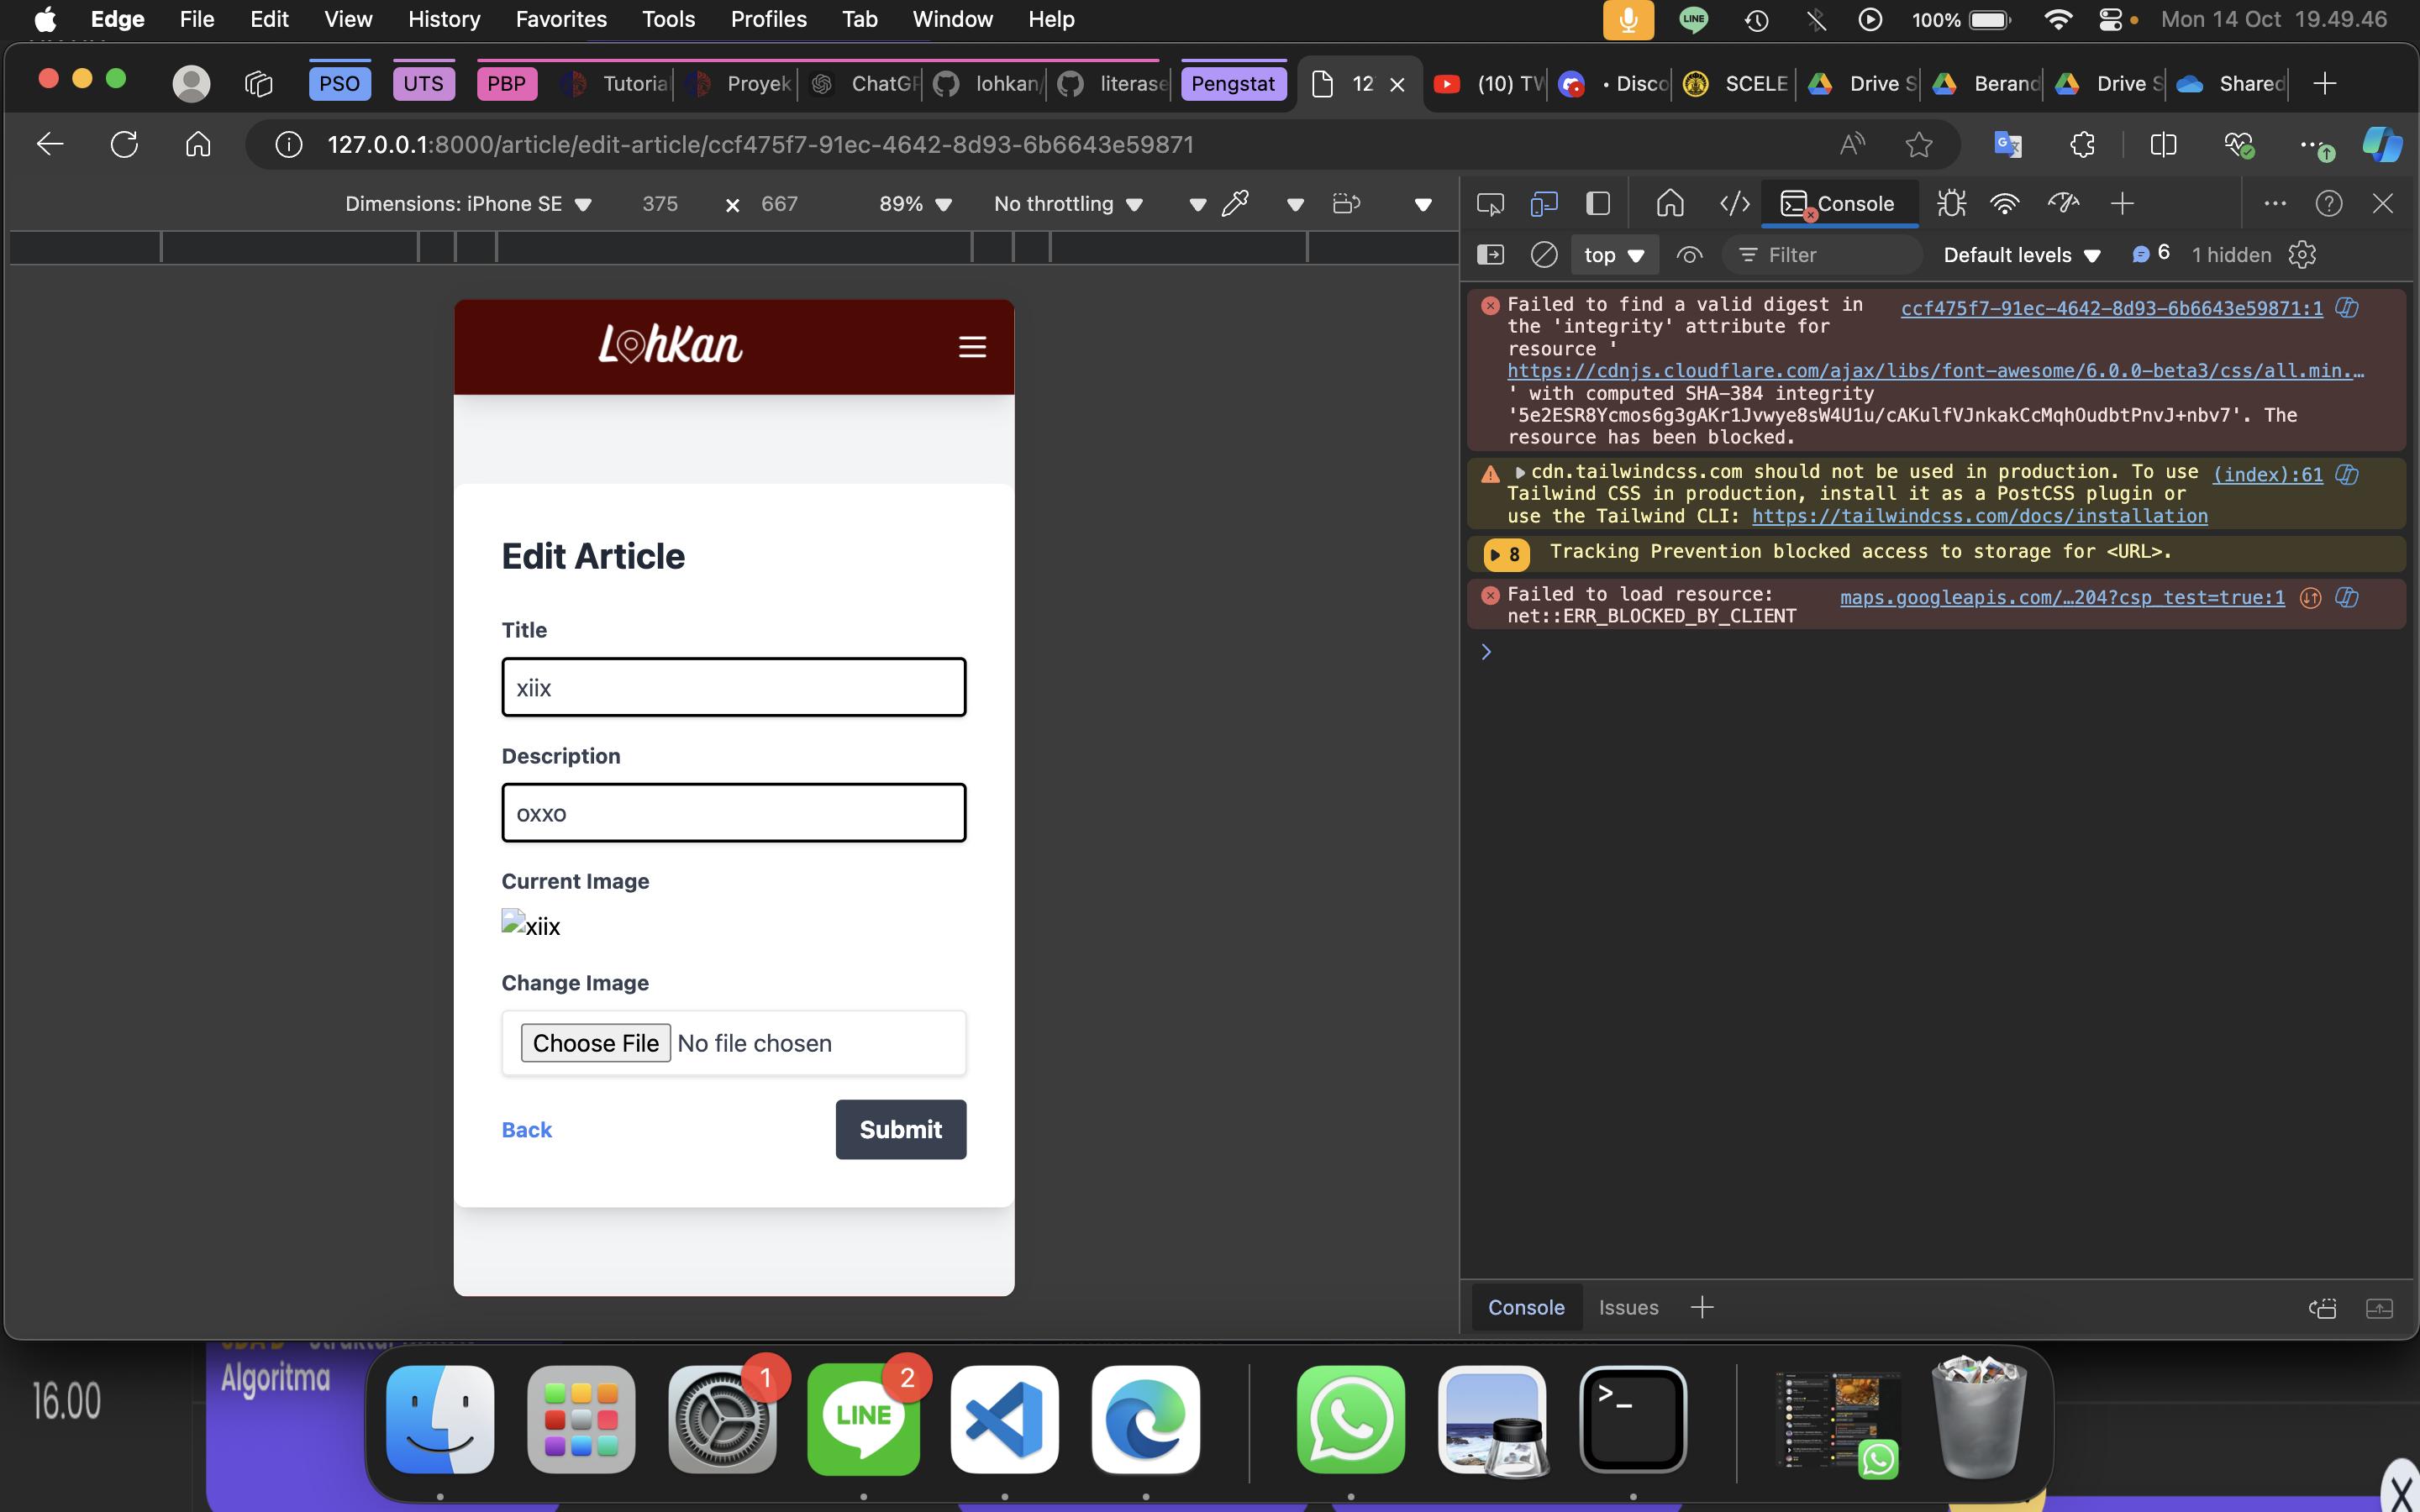 Edge File Edit View History Favorites Tools Profiles Tab Window Help LINE 100% Mon 14 Oct 19.49.46
PSO UTS PBP Tutoria Proyek ChatGP lohkan/ literase Pengstat 12 (10) TW • Disco SCELE Drive S Berand Drive S Shared
127.0.0.1:8000/article/edit-article/ccf475f7-91ec-4642-8d93-6b6643e59871
Dimensions: iPhone SE 375 × 667 89% No throttling
Console
top Filter Default levels 6 1 hidden
LohKan
Edit Article
Title
xiix
Description
oxxo
Current Image
xiix
Change Image
Choose File No file chosen
Back Submit
Failed to find a valid digest in ccf475f7-91ec-4642-8d93-6b6643e59871:1
the 'integrity' attribute for
resource '
https://cdnjs.cloudflare.com/ajax/libs/font-awesome/6.0.0-beta3/css/all.min.…
' with computed SHA-384 integrity
'5e2ESR8Ycmos6g3gAKr1Jvwye8sW4U1u/cAKulfVJnkakCcMqhOudbtPnvJ+nbv7'. The
resource has been blocked.
cdn.tailwindcss.com should not be used in production. To use (index):61
Tailwind CSS in production, install it as a PostCSS plugin or
use the Tailwind CLI: https://tailwindcss.com/docs/installation
8 Tracking Prevention blocked access to storage for <URL>.
Failed to load resource: maps.googleapis.com/…204?csp_test=true:1
net::ERR_BLOCKED_BY_CLIENT
Console Issues
Algoritma
16.00
1
2
LINE